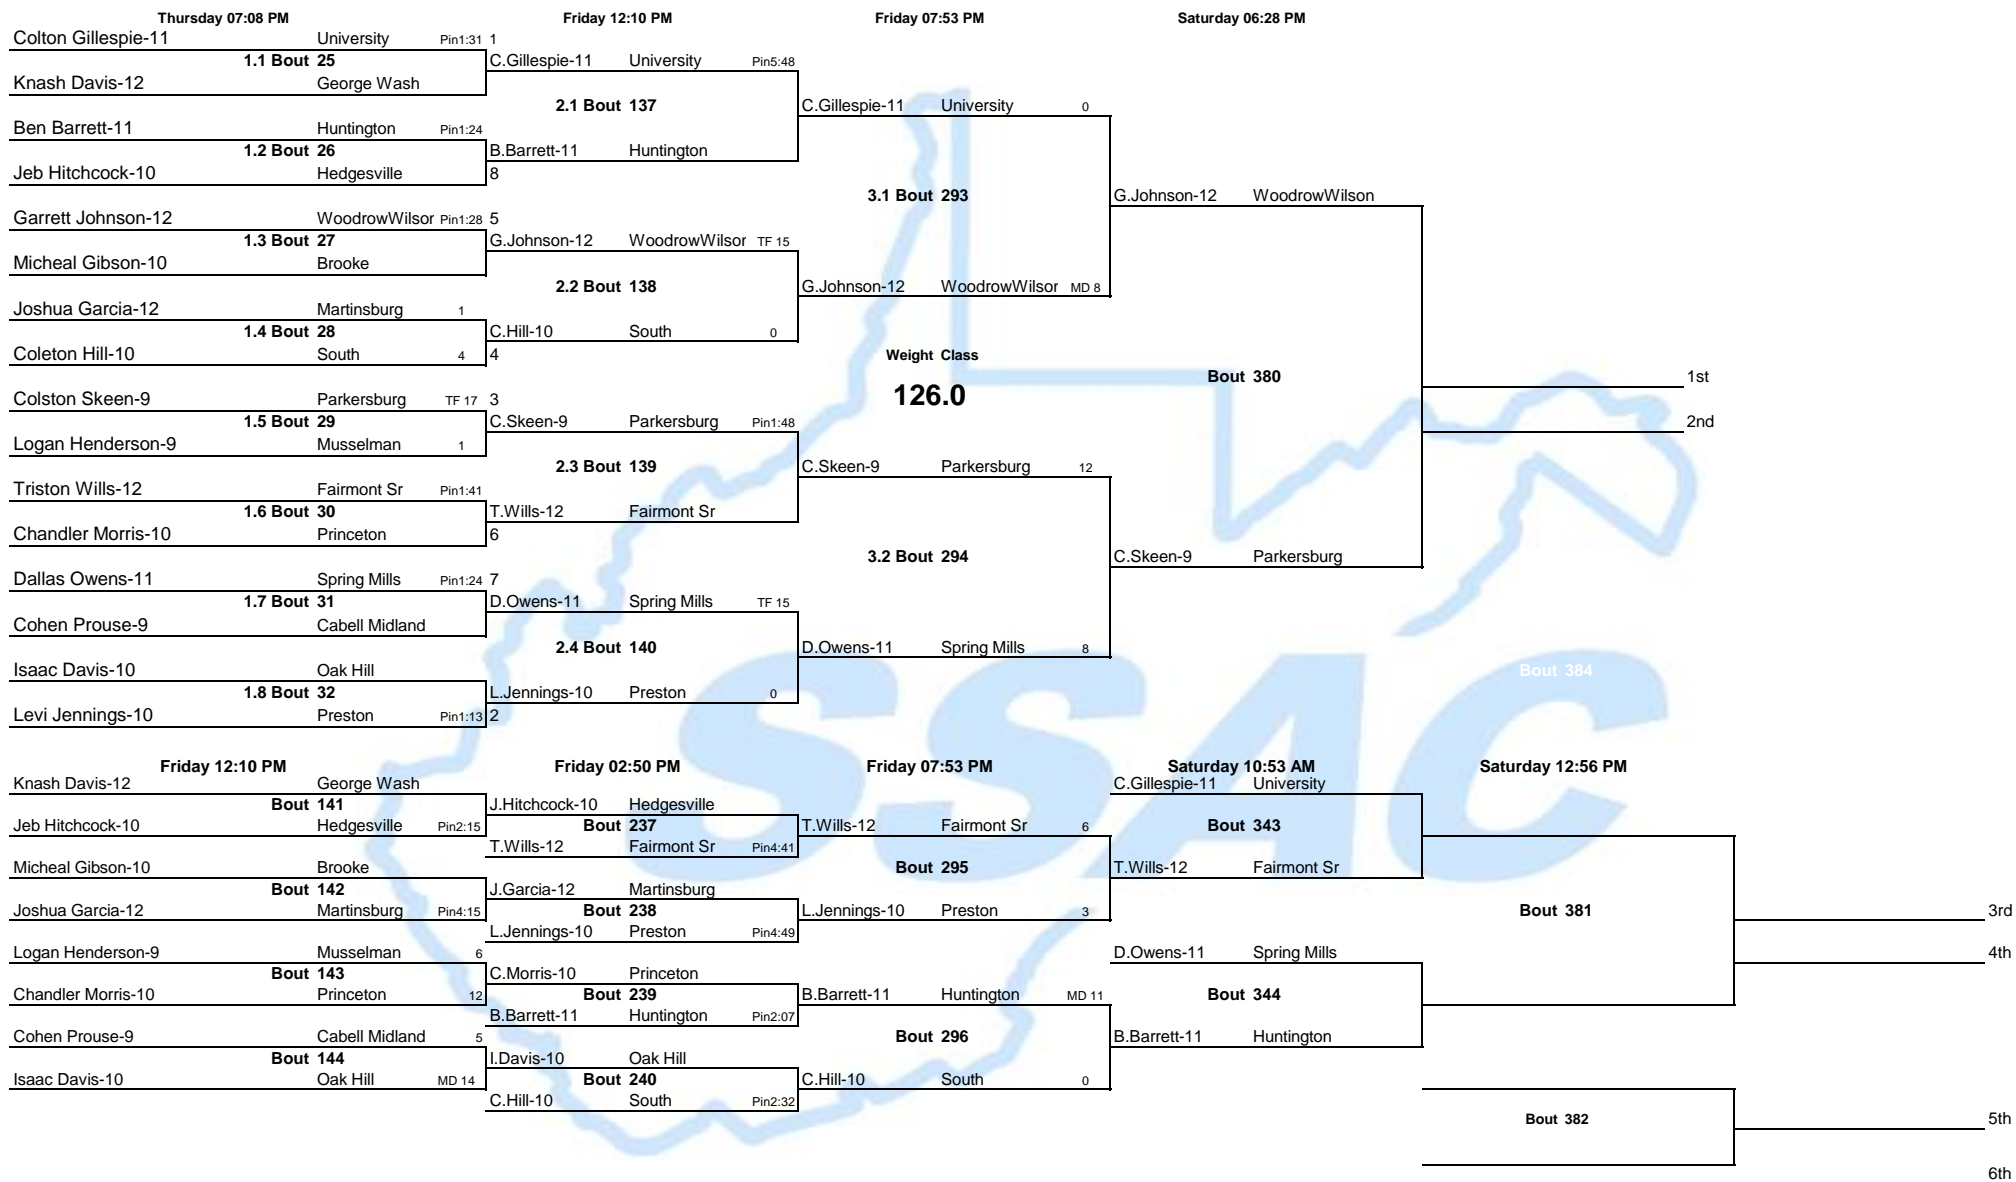 Thursday 07:08 PM Friday 12:10 PM Friday 07:53 PM Saturday 06:28 PM
Colton Gillespie-11 University Pin1:31 1
1.1 Bout 25 C.Gillespie-11 University Pin5:48
Knash Davis-12 George Wash
2.1 Bout 137 C.Gillespie-11 University 0
Ben Barrett-11 Huntington Pin1:24
1.2 Bout 26 B.Barrett-11 Huntington
Jeb Hitchcock-10 Hedgesville 8
3.1 Bout 293 G.Johnson-12 WoodrowWilson
Garrett Johnson-12 WoodrowWilsor Pin1:28 5
1.3 Bout 27 G.Johnson-12 WoodrowWilsor TF 15
Micheal Gibson-10 Brooke
2.2 Bout 138 G.Johnson-12 WoodrowWilsor MD 8
Joshua Garcia-12 Martinsburg 1
1.4 Bout 28 C.Hill-10 South 0
Coleton Hill-10 South 4 4
Weight Class
Bout 380 1st
126.0
Colston Skeen-9 Parkersburg TF 17 3
1.5 Bout 29 C.Skeen-9 Parkersburg Pin1:48 2nd
Logan Henderson-9 Musselman 1
2.3 Bout 139 C.Skeen-9 Parkersburg 12
Triston Wills-12 Fairmont Sr Pin1:41
1.6 Bout 30 T.Wills-12 Fairmont Sr
Chandler Morris-10 Princeton 6
3.2 Bout 294 C.Skeen-9 Parkersburg
Dallas Owens-11 Spring Mills Pin1:24 7
1.7 Bout 31 D.Owens-11 Spring Mills TF 15
Cohen Prouse-9 Cabell Midland
2.4 Bout 140 D.Owens-11 Spring Mills 8
Isaac Davis-10 Oak Hill Bout 384
1.8 Bout 32 L.Jennings-10 Preston 0
Levi Jennings-10 Preston Pin1:13 2
SSAC
Friday 12:10 PM Friday 02:50 PM Friday 07:53 PM Saturday 10:53 AM Saturday 12:56 PM
Knash Davis-12 George Wash C.Gillespie-11 University
Bout 141 J.Hitchcock-10 Hedgesville
Jeb Hitchcock-10 Hedgesville Pin2:15 Bout 237 T.Wills-12 Fairmont Sr 6 Bout 343
T.Wills-12 Fairmont Sr Pin4:41
Micheal Gibson-10 Brooke Bout 295 T.Wills-12 Fairmont Sr
Bout 142 J.Garcia-12 Martinsburg
Joshua Garcia-12 Martinsburg Pin4:15 Bout 238 L.Jennings-10 Preston 3 Bout 381 3rd
L.Jennings-10 Preston Pin4:49
Logan Henderson-9 Musselman 6 D.Owens-11 Spring Mills 4th
Bout 143 C.Morris-10 Princeton
Chandler Morris-10 Princeton 12 Bout 239 B.Barrett-11 Huntington MD 11 Bout 344
B.Barrett-11 Huntington Pin2:07
Cohen Prouse-9 Cabell Midland 5 Bout 296 B.Barrett-11 Huntington
Bout 144 I.Davis-10 Oak Hill
Isaac Davis-10 Oak Hill MD 14 Bout 240 C.Hill-10 South 0
C.Hill-10 South Pin2:32
Bout 382 5th
6th